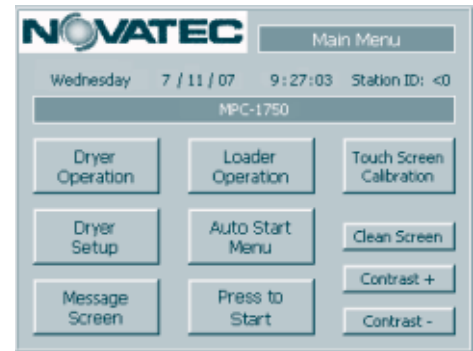 NOVATEC
Main Menu
Wednesday 7 / 11 / 07 9:27:03 Station ID: <0
MPC-1750
Dryer
Operation
Loader
Operation
Touch Screen
Calibration
Dryer
Setup
Auto Start
Menu
Clean Screen
Message
Screen
Press to
Start
Contrast +
Contrast -